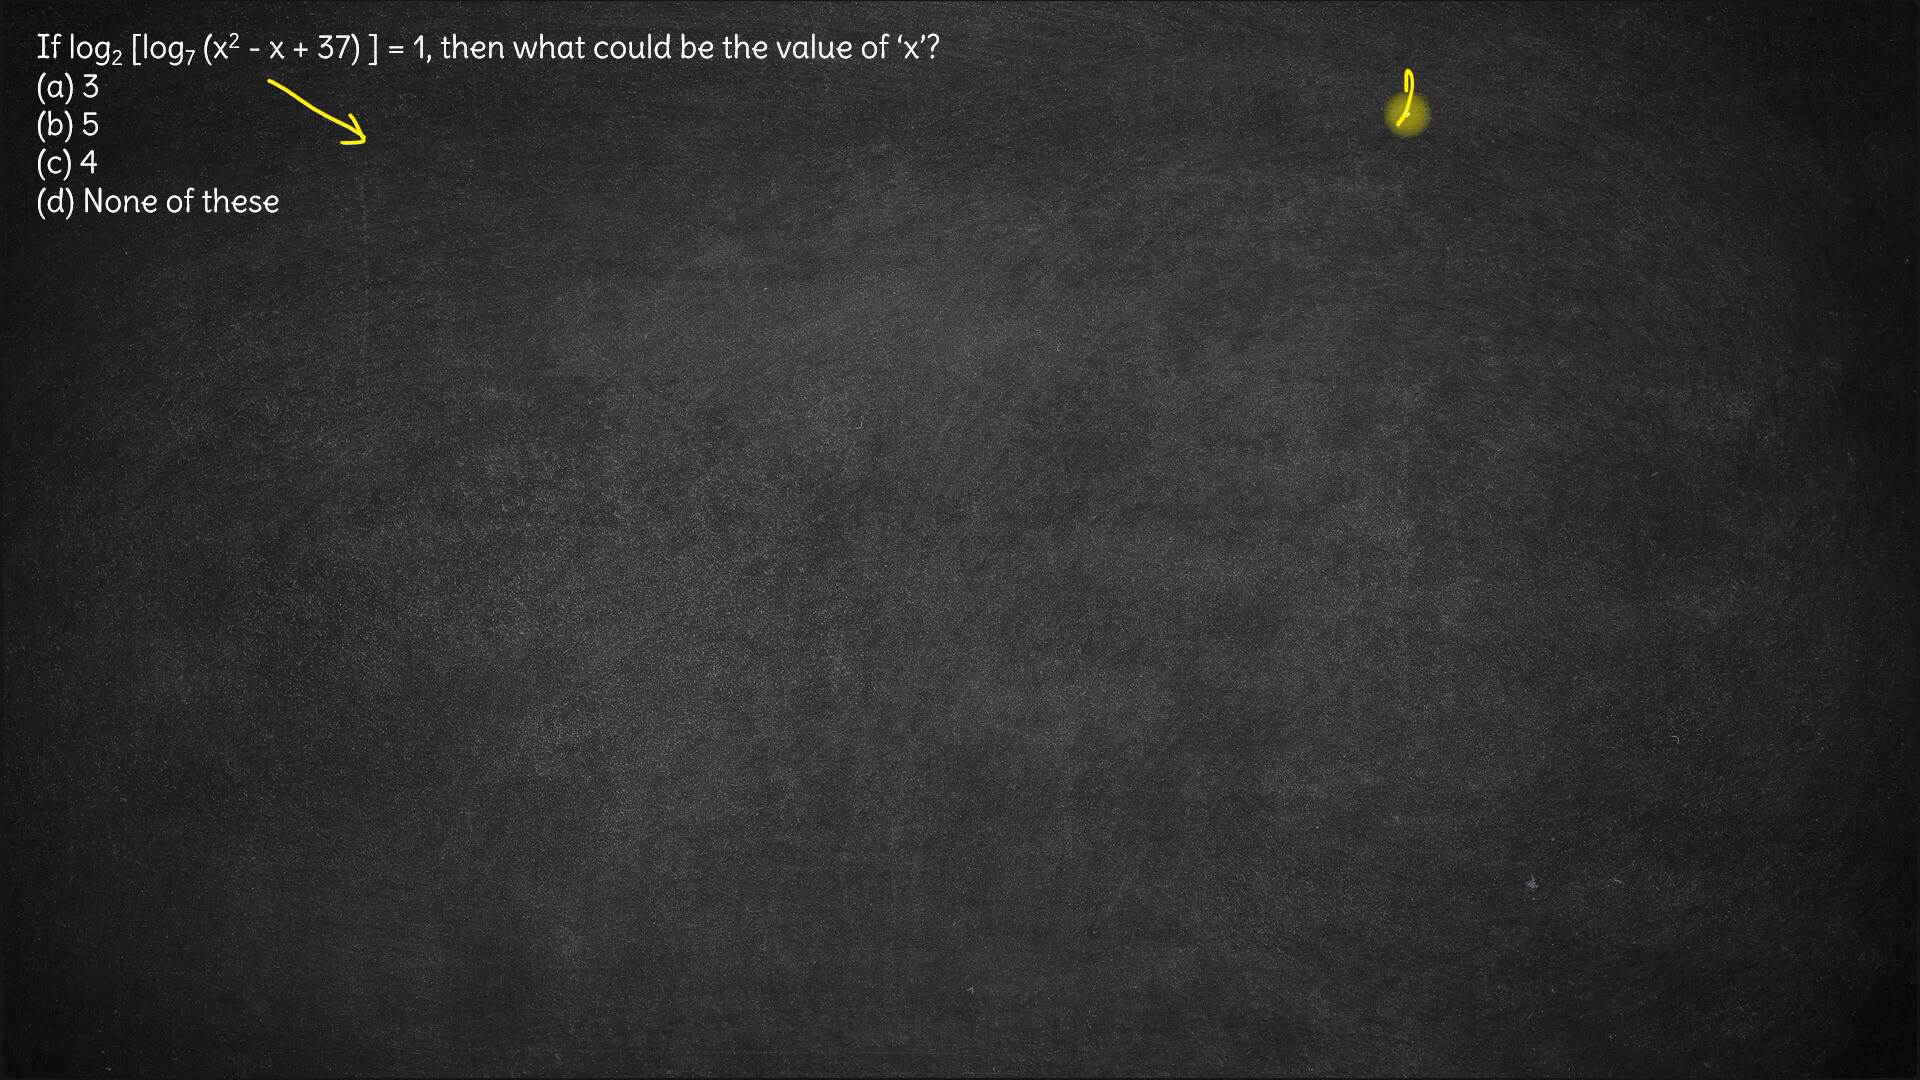 If log₂ [log₇ (x² - x + 37) ] = 1, then what could be the value of ‘x’?
(a) 3
(b) 5
(c) 4
(d) None of these